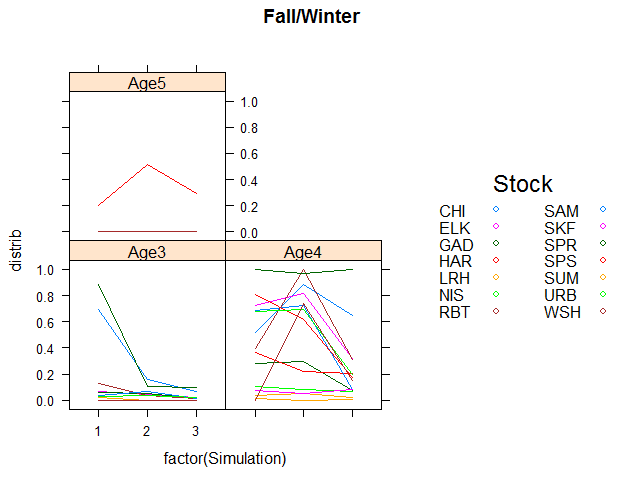 Fall/Winter
Age5
1.0
0.8
0.6
0.4
0.2
0.0
distrib
Age3
Age4
1.0
0.8
0.6
0.4
0.2
0.0
1 2 3
factor(Simulation)
Stock
CHI SAM
ELK SKF
GAD SPR
HAR SPS
LRH SUM
NIS URB
RBT WSH